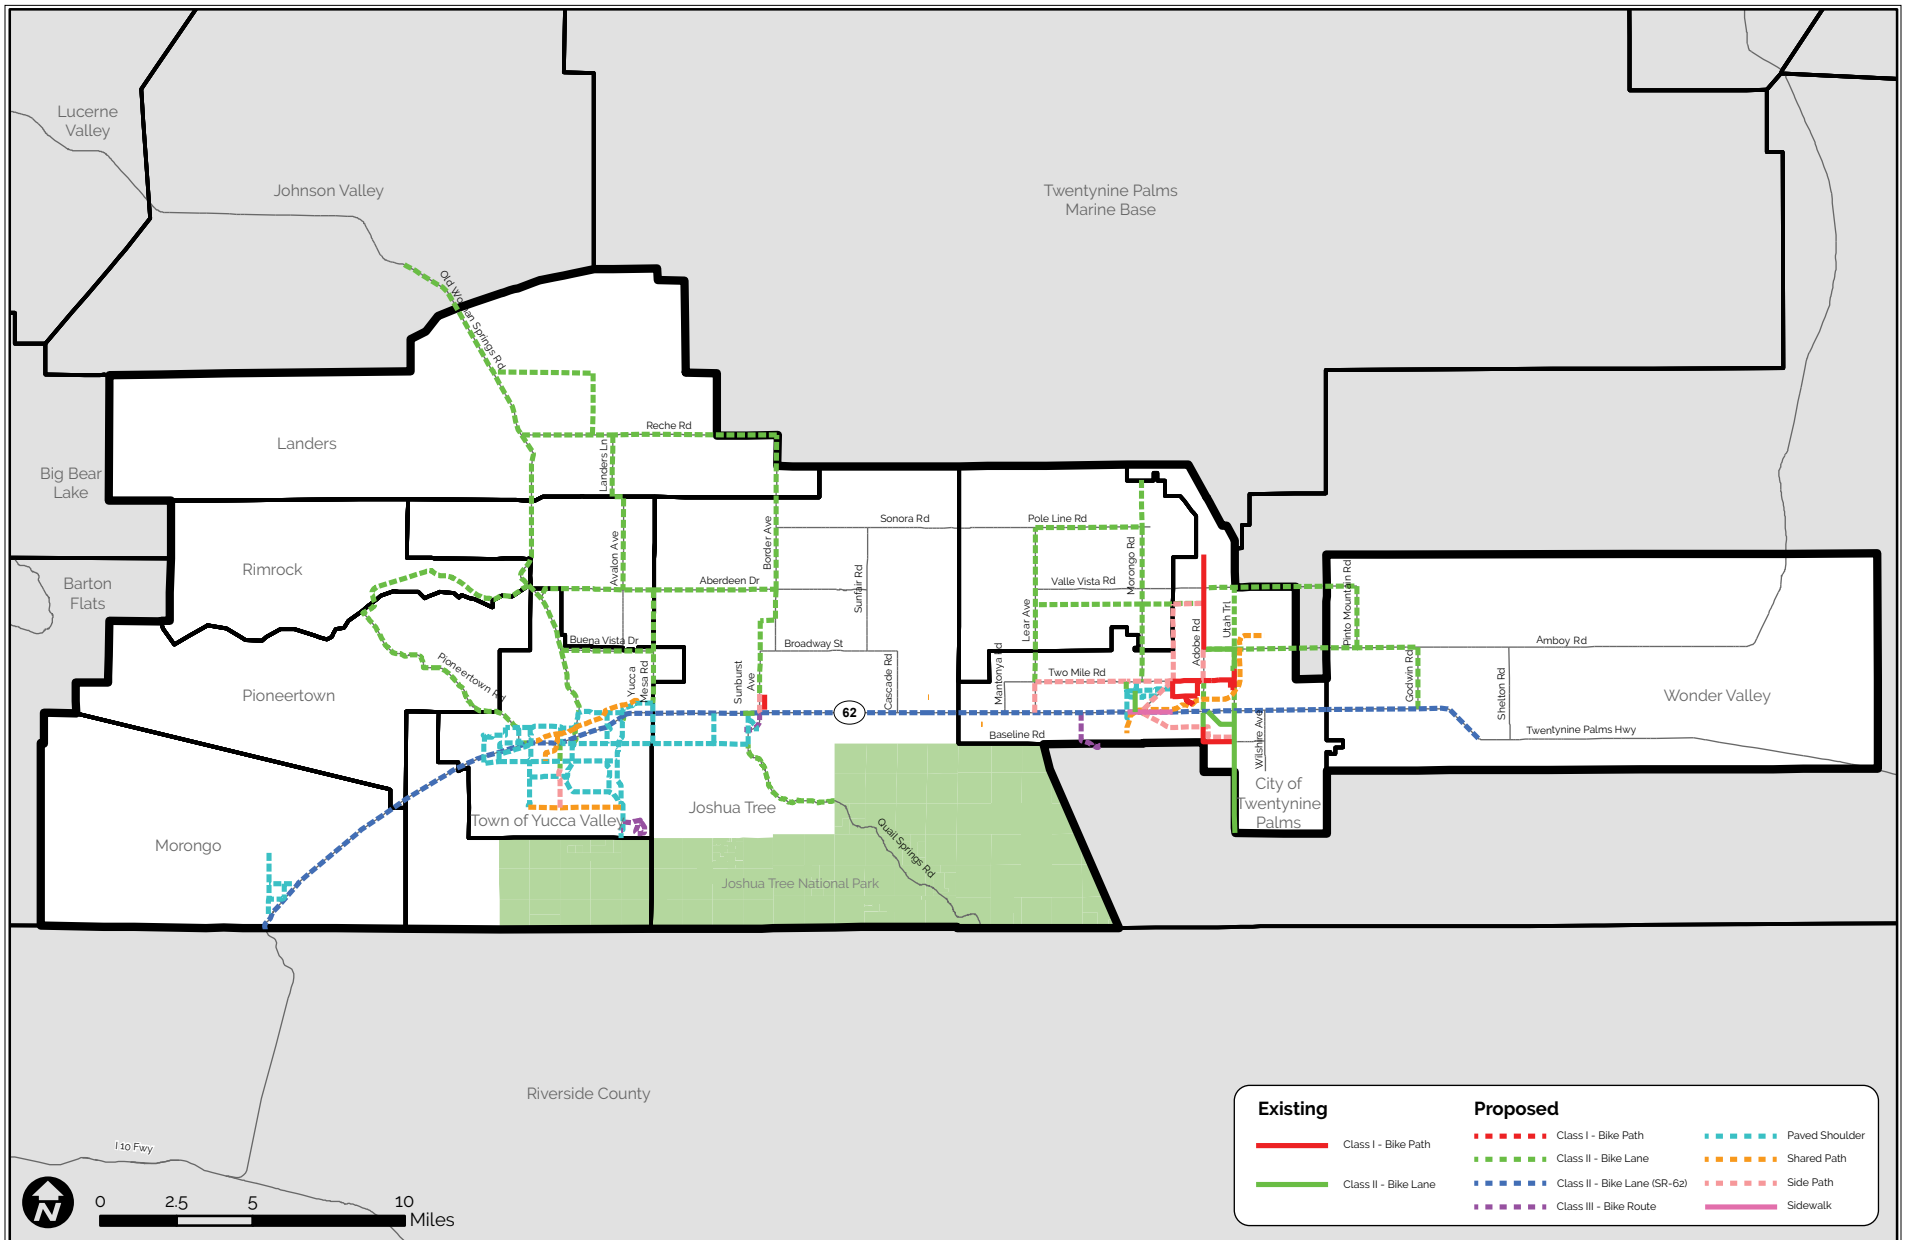 Lucerne
Valley
Johnson Valley
Twentynine Palms
Marine Base
Old Woman Springs Rd
Landers
Reche Rd
Landers Ln
Big Bear
Lake
Sonora Rd
Pole Line Rd
Border Ave
Avalon Ave
Morongo Rd
Rimrock
Barton
Flats
Aberdeen Dr
Sunfair Rd
Valle Vista Rd
Lear Ave
Utah Trl
Pinto Mountain Rd
Adobe Rd
Buena Vista Dr
Broadway St
Amboy Rd
Pioneertown Rd
Yucca
Mesa Rd
Sunburst
Ave
Cascade Rd
Mantonya Rd
Two Mile Rd
Godwin Rd
Shelton Rd
Pioneertown
Wonder Valley
62
Baseline Rd
Wilshire Ave
Twentynine Palms Hwy
City of
Twentynine
Palms
Joshua Tree
Town of Yucca Valley
Morongo
Quail Springs Rd
Joshua Tree National Park
Riverside County
I 10 Fwy
N
0 2.5 5 10
Miles
Existing
Class I - Bike Path
Class II - Bike Lane
Proposed
Class I - Bike Path
Class II - Bike Lane
Class II - Bike Lane (SR-62)
Class III - Bike Route
Paved Shoulder
Shared Path
Side Path
Sidewalk